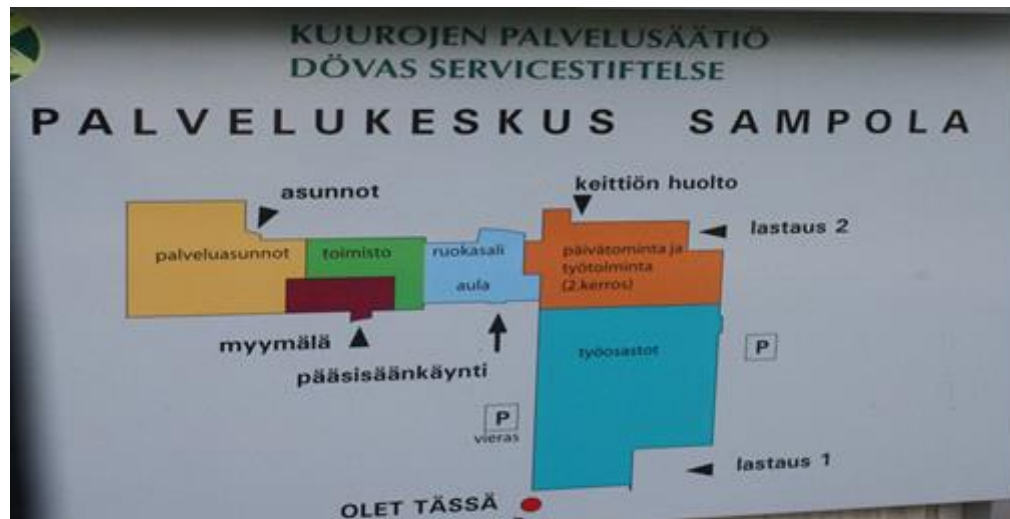 KUUROJEN PALVELUSÄÄTIÖ
DÖVAS SERVICESTIFTELSE
PALVELUKESKUS SAMPOLA
asunnot
keittiön huolto
lastaus 2
palveluasunnot
toimisto
ruokasali
aula
päivätominta ja
työtoiminta
(2.kerros)
myymälä
pääsisäänkäynti
työosastot
P
P
vieras
lastaus 1
OLET TÄSSÄ